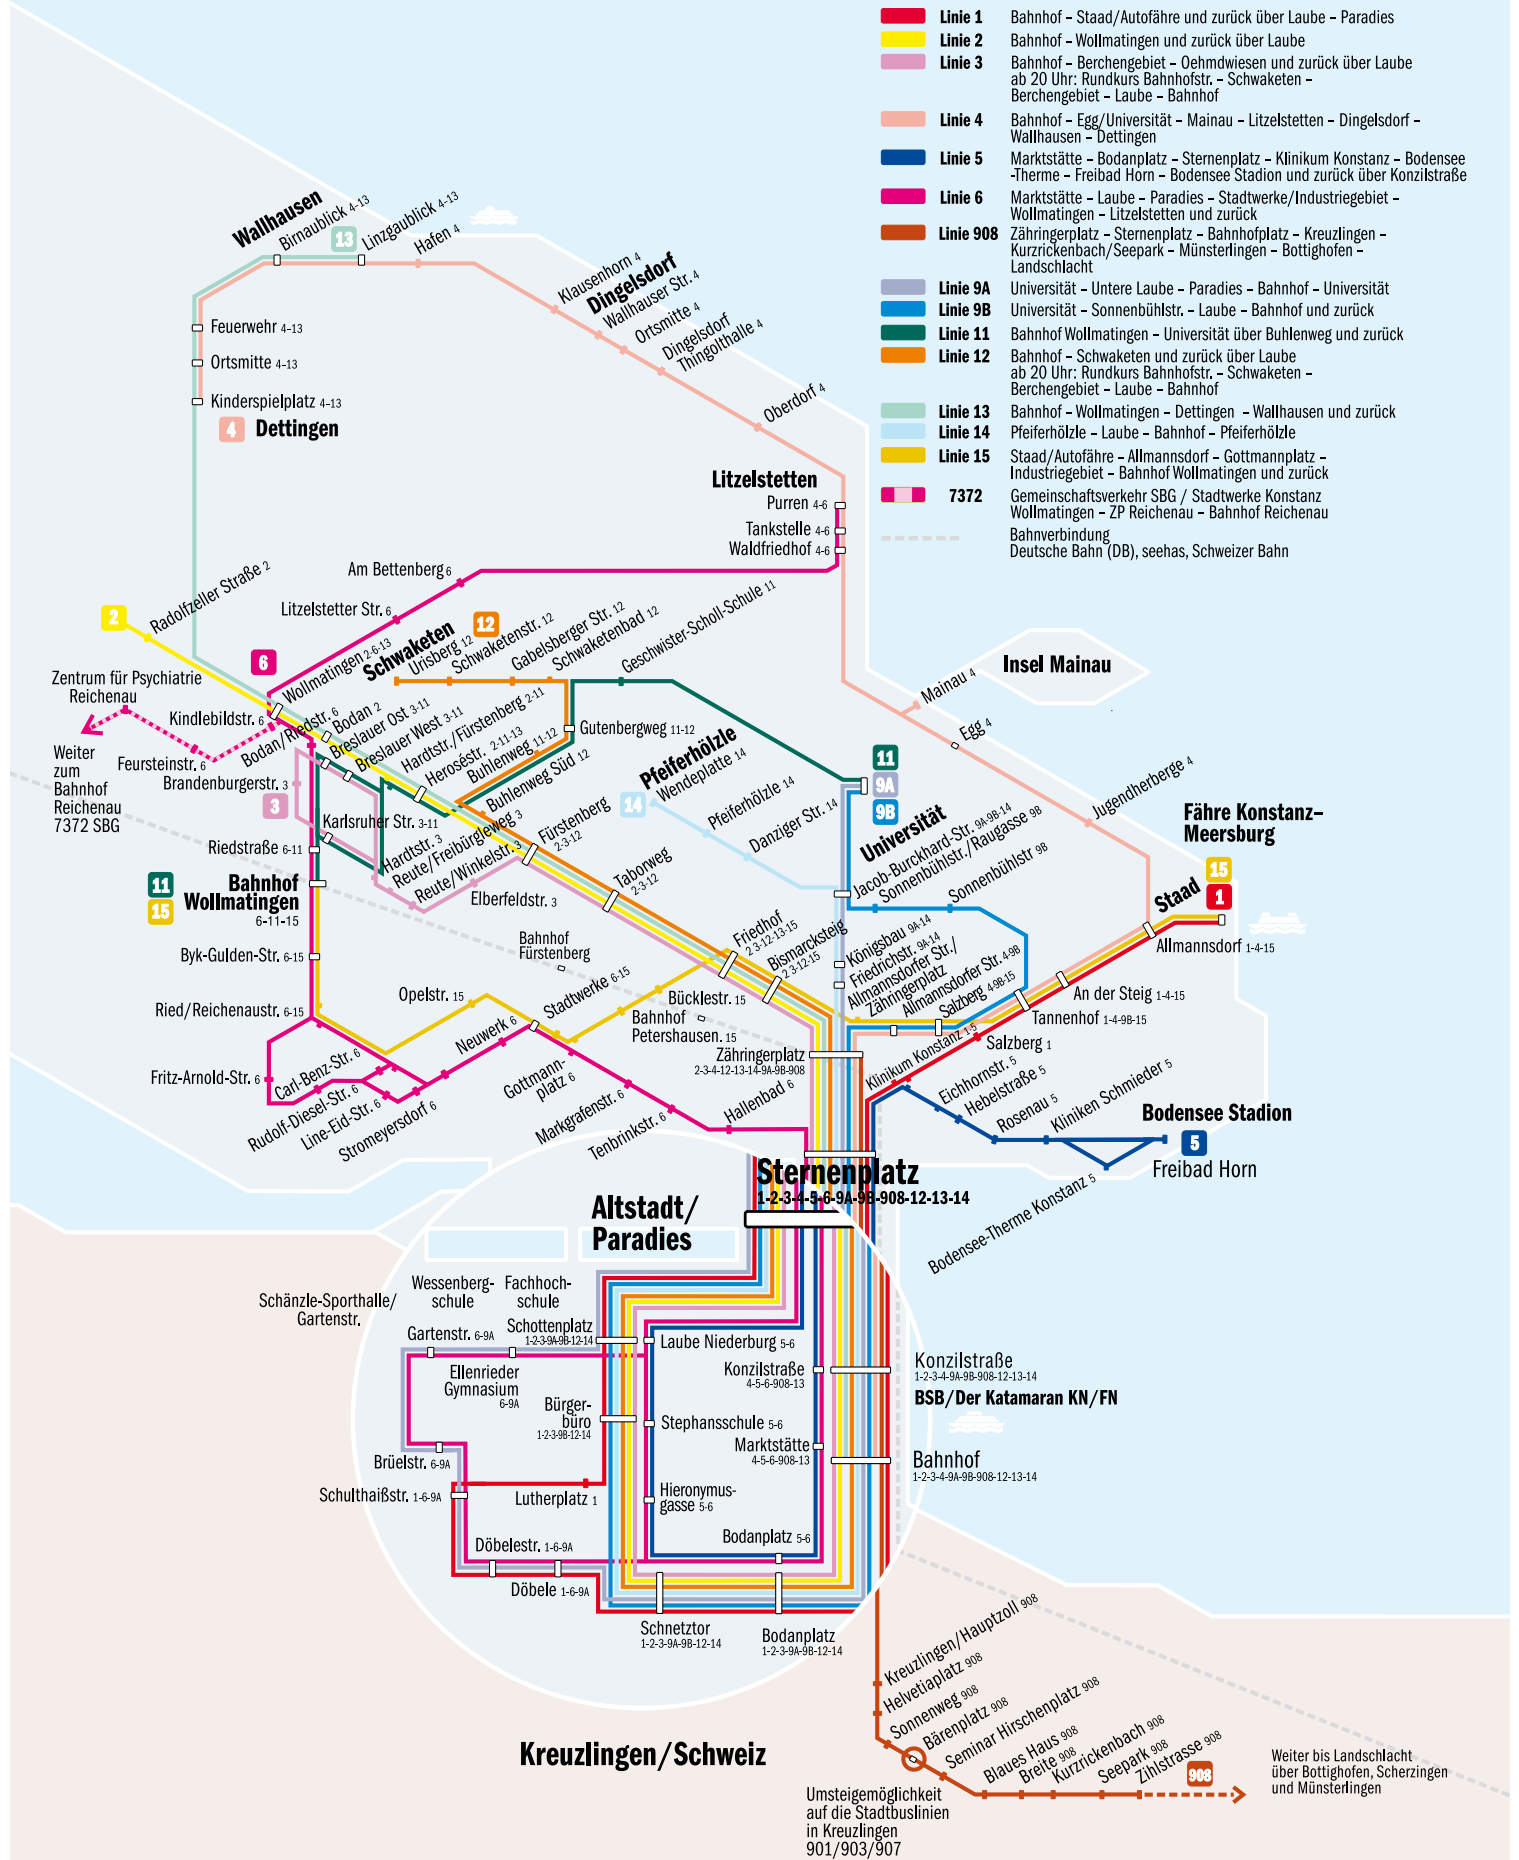 Linie 1 Bahnhof – Staad/Autofähre und zurück über Laube – Paradies
Linie 2 Bahnhof – Wollmatingen und zurück über Laube
Linie 3 Bahnhof – Berchengebiet – Oehmdwiesen und zurück über Laube
ab 20 Uhr: Rundkurs Bahnhofstr. – Schwaketen –
Berchengebiet – Laube – Bahnhof
Linie 4 Bahnhof – Egg/Universität – Mainau – Litzelstetten – Dingelsdorf –
Wallhausen – Dettingen
Linie 5 Marktstätte – Bodanplatz – Sternenplatz – Klinikum Konstanz – Bodensee
-Therme – Freibad Horn – Bodensee Stadion und zurück über Konzilstraße
Linie 6 Marktstätte – Laube – Paradies – Stadtwerke/Industriegebiet –
Wollmatingen – Litzelstetten und zurück
Linie 908 Zähringerplatz – Sternenplatz – Bahnhofplatz – Kreuzlingen –
Kurzrickenbach/Seepark – Münsterlingen – Bottighofen –
Landschlacht
Linie 9A Universität – Untere Laube – Paradies – Bahnhof – Universität
Linie 9B Universität – Sonnenbühlstr. – Laube – Bahnhof und zurück
Linie 11 Bahnhof Wollmatingen – Universität über Buhlenweg und zurück
Linie 12 Bahnhof – Schwaketen und zurück über Laube
ab 20 Uhr: Rundkurs Bahnhofstr. – Schwaketen –
Berchengebiet – Laube – Bahnhof
Linie 13 Bahnhof – Wollmatingen – Dettingen – Wallhausen und zurück
Linie 14 Pfeiferhölzle – Laube – Bahnhof – Pfeiferhölzle
Linie 15 Staad/Autofähre – Allmannsdorf – Gottmannplatz –
Industriegebiet – Bahnhof Wollmatingen und zurück
7372 Gemeinschaftsverkehr SBG / Stadtwerke Konstanz
Wollmatingen – ZP Reichenau – Bahnhof Reichenau
Bahnverbindung
Deutsche Bahn (DB), seehas, Schweizer Bahn
Wallhausen
Birnaublick 4-13
13
Linzgaublick 4-13
Hafen 4
Klausenhorn 4
Dingelsdorf
Wallhauser Str. 4
Ortsmitte 4
Dingelsdorf
Thingolthalle 4
Oberdorf 4
Feuerwehr 4-13
Ortsmitte 4-13
Kinderspielplatz 4-13
4 Dettingen
Litzelstetten
Purren 4-6
Tankstelle 4-6
Waldfriedhof 4-6
Am Bettenberg 6
Litzelstetter Str. 6
2
Radolfzeller Straße 2
6
Wollmatingen 2-6-13
Schwaketen
12
Urisberg 12
Schwaketenstr. 12
Gabelsberger Str. 12
Schwaketenbad 12
Geschwister-Scholl-Schule 11
Insel Mainau
Mainau 4
Egg 4
Jugendherberge 4
Zentrum für Psychiatrie
Reichenau
Kindlebildstr. 6
Feursteinstr. 6
Weiter
zum
Bahnhof
Reichenau
7372 SBG
Bodan/Riedstr. 6
Bodan 2
Breslauer Ost 3-11
Breslauer West 3-11
Hardtstr./Fürstenberg 2-11
Herosestr. 2-11-13
Buhlenweg 11-12
Buhlenweg Süd 12
Gutenbergweg 11-12
Brandenburgerstr. 3
3
Karlsruher Str. 3-11
Hardtstr. 3
Reute/Freibürgleweg 3
Reute/Winkelstr. 3
Elberfeldstr. 3
Fürstenberg
2-3-12
Taborweg
2-3-12
Pfeiferhölzle
14
Wendeplatte 14
Pfeiferhölzle 14
Danziger Str. 14
11
9A
9B
Universität
Jacob-Burckhard-Str. 9A-9B-14
Sonnenbühlstr./Raugasse 9B
Sonnenbühlstr 9B
Fähre Konstanz–
Meersburg
15
1
Staad
Allmannsdorf 1-4-15
An der Steig 1-4-15
Tannenhof 1-4-9B-15
Salzberg 1
Riedstraße 6-11
11
15
Bahnhof
Wollmatingen
6-11-15
Byk-Gulden-Str. 6-15
Ried/Reichenaustr. 6-15
Fritz-Arnold-Str. 6
Carl-Benz-Str. 6
Rudolf-Diesel-Str. 6
Line-Eid-Str. 6
Stromeyersdorf 6
Opelstr. 15
Neuwerk 6
Stadtwerke 6-15
Bahnhof
Fürstenberg
Gottmann-
platz 6
Bücklestr. 15
Bahnhof
Petershausen. 15
Friedhof
2 3-12-13-15
Bismarcksteig
2 3-12-15
Königsbau 9A-14
Friedrichstr. 9A-14
Allmannsdorfer Str./
Zähringerplatz
Allmannsdorfer Str. 4-9B
Salzberg 4-9B-15
Zähringerplatz
2-3-4-12-13-14-9A-9B-908
Markgrafenstr. 6
Tenbrinkstr. 6
Hallenbad 6
Klinikum Konstanz 1-5
Eichhornstr. 5
Hebelstraße 5
Rosenau 5
Kliniken Schmieder 5
Bodensee Stadion
5
Freibad Horn
Bodensee-Therme Konstanz 5
Sternenplatz
1-2-3-4-5-6-9A-9B-908-12-13-14
Altstadt/
Paradies
Schänzle-Sporthalle/
Gartenstr.
Wessenberg-
schule
Fachhoch-
schule
Gartenstr. 6-9A
Schottenplatz
1-2-3-9A-9B-12-14
Laube Niederburg 5-6
Ellenrieder
Gymnasium
6-9A
Bürger-
büro
1-2-3-9B-12-14
Stephansschule 5-6
Konzilstraße
4-5-6-908-13
Konzilstraße
1-2-3-4-9A-9B-908-12-13-14
BSB/Der Katamaran KN/FN
Marktstätte
4-5-6-908-13
Bahnhof
1-2-3-4-9A-9B-908-12-13-14
Brüelstr. 6-9A
Schulthaißstr. 1-6-9A
Lutherplatz 1
Hieronymus-
gasse 5-6
Döbelestr. 1-6-9A
Döbele 1-6-9A
Bodanplatz 5-6
Schnetztor
1-2-3-9A-9B-12-14
Bodanplatz
1-2-3-9A-9B-12-14
Kreuzlingen/Schweiz
Kreuzlingen/Hauptzoll 908
Helvetiaplatz 908
Sonnenweg 908
Bärenplatz 908
Seminar Hirschenplatz 908
Blaues Haus 908
Breite 908
Kurzrickenbach 908
Seepark 908
Zihlstrasse 908
908
Umsteigemöglichkeit
auf die Stadtbuslinien
in Kreuzlingen
901/903/907
Weiter bis Landschlacht
über Bottighofen, Scherzingen
und Münsterlingen